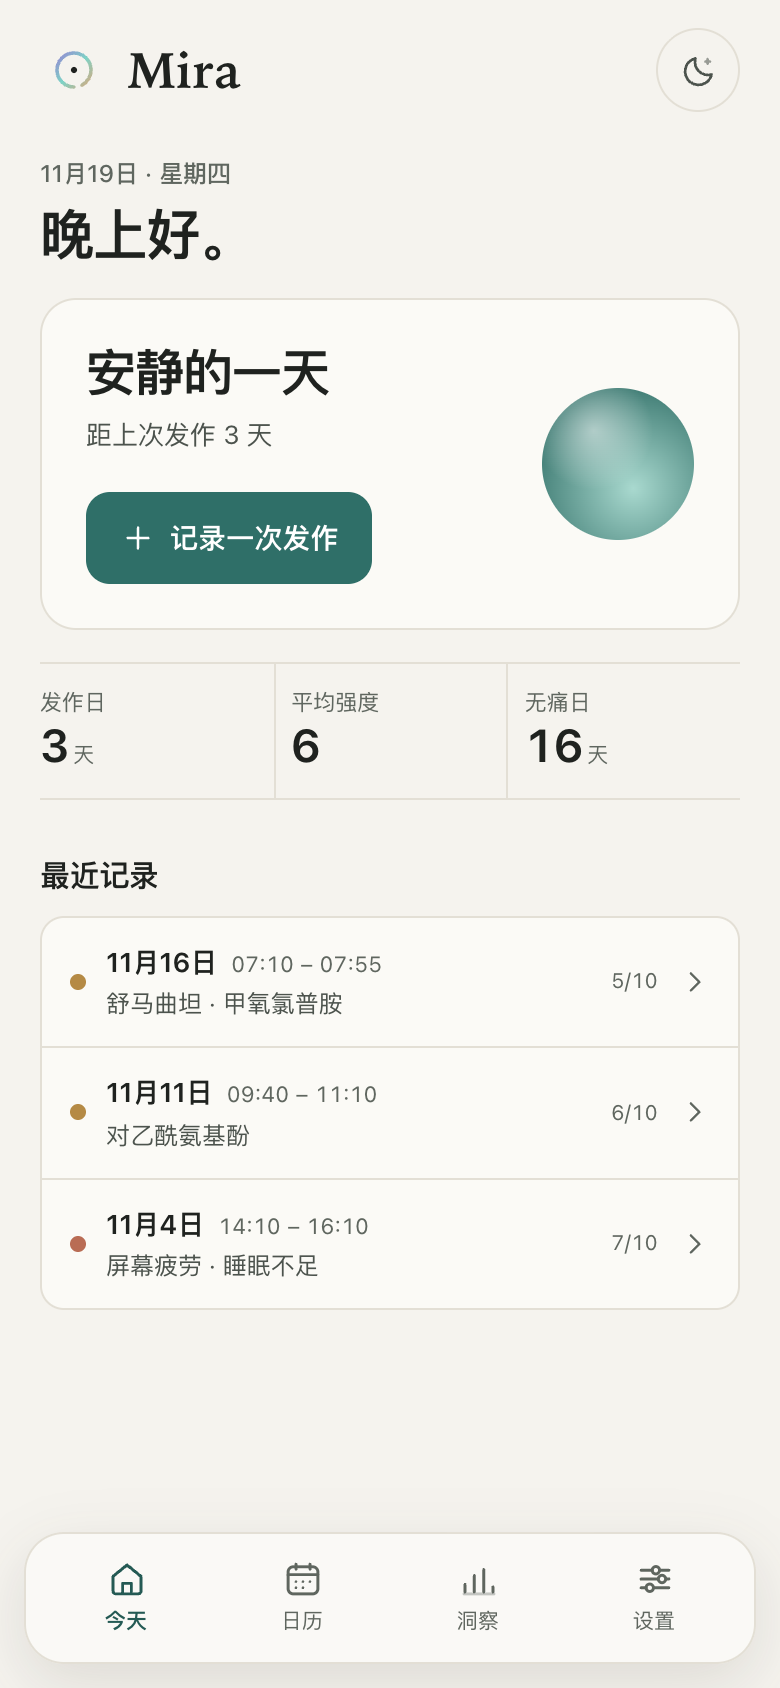 Mira
11月19日 · 星期四
晚上好。
安静的一天
距上次发作 3 天
记录一次发作
发作日
3 天
平均强度
6
无痛日
16 天
最近记录
11月16日 07:10 – 07:55
舒马曲坦 · 甲氧氯普胺
5/10
11月11日 09:40 – 11:10
对乙酰氨基酚
6/10
11月4日 14:10 – 16:10
屏幕疲劳 · 睡眠不足
7/10
今天
日历
洞察
设置